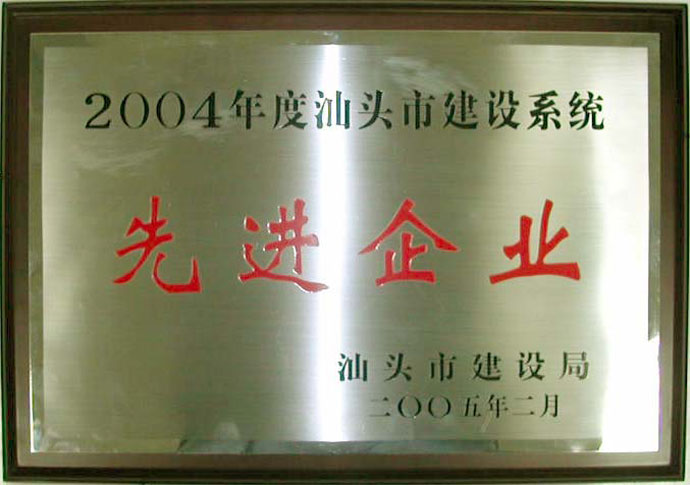 2004年度汕头市建设系统
先进企业
汕头市建设局
二〇〇五年二月